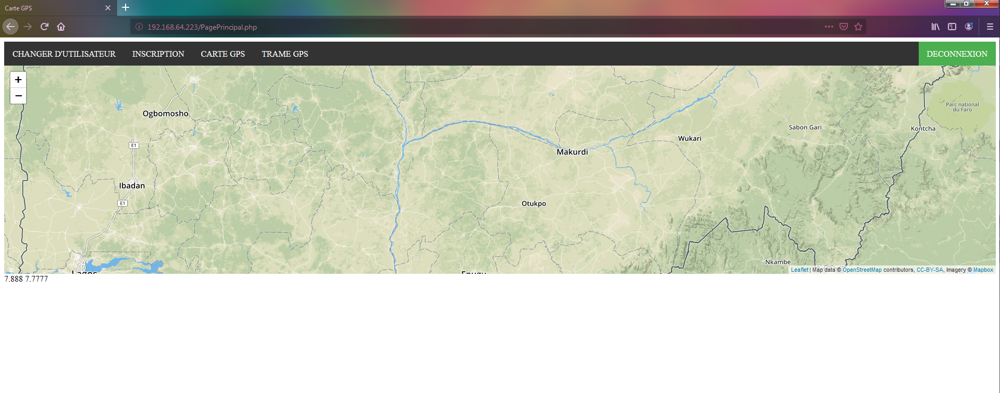 Carte GPS
192.168.64.223/PagePrincipal.php
CHANGER D'UTILISATEUR INSCRIPTION CARTE GPS TRAME GPS DECONNEXION
+
−
Parc national
du Faro
Ogbomosho
Sabon Gari
Kontcha
Wukari
E1
Makurdi
Ibadan
E1
Otukpo
Nkambe
Lagos
Enugu
Leaflet | Map data © OpenStreetMap contributors, CC-BY-SA, Imagery © Mapbox
7.888 7.7777